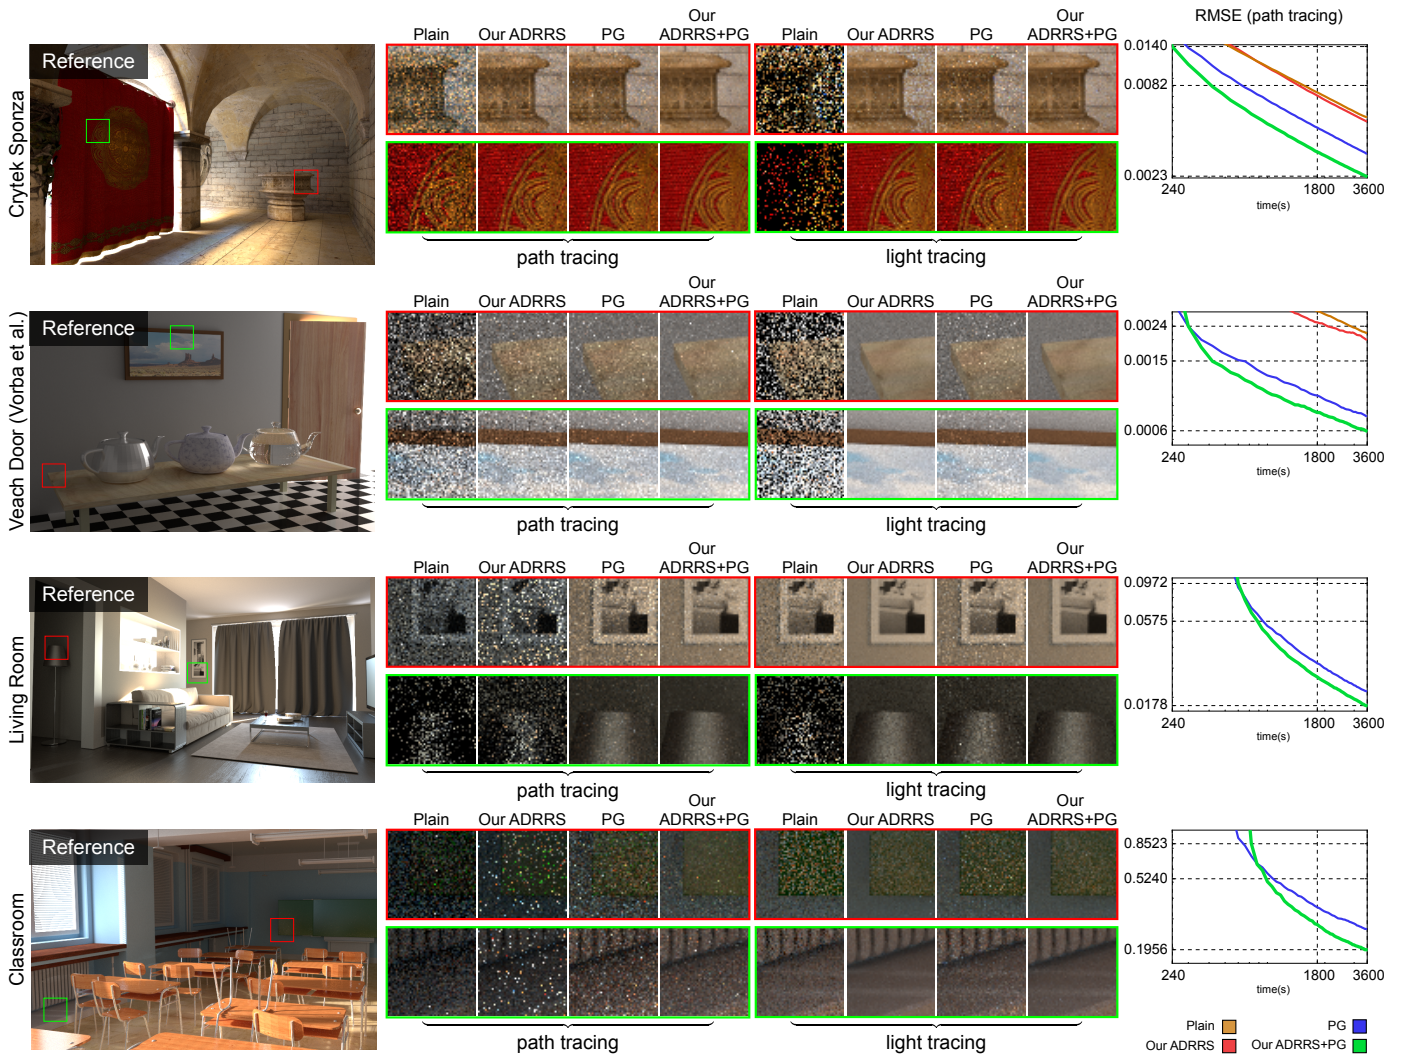 RMSE (path tracing)
Crytek Sponza
Reference
Plain
Our ADRRS
PG
Our
ADRRS+PG
path tracing
Plain
Our ADRRS
PG
Our
ADRRS+PG
light tracing
0.0140
0.0082
0.0023
240
1800
3600
time(s)
Veach Door (Vorba et al.)
Reference
Plain
Our ADRRS
PG
Our
ADRRS+PG
path tracing
Plain
Our ADRRS
PG
Our
ADRRS+PG
light tracing
0.0024
0.0015
0.0006
240
1800
3600
time(s)
Living Room
Reference
Plain
Our ADRRS
PG
Our
ADRRS+PG
path tracing
Plain
Our ADRRS
PG
Our
ADRRS+PG
light tracing
0.0972
0.0575
0.0178
240
1800
3600
time(s)
Classroom
Reference
Plain
Our ADRRS
PG
Our
ADRRS+PG
path tracing
Plain
Our ADRRS
PG
Our
ADRRS+PG
light tracing
0.8523
0.5240
0.1956
240
1800
3600
time(s)
Plain
PG
Our ADRRS
Our ADRRS+PG